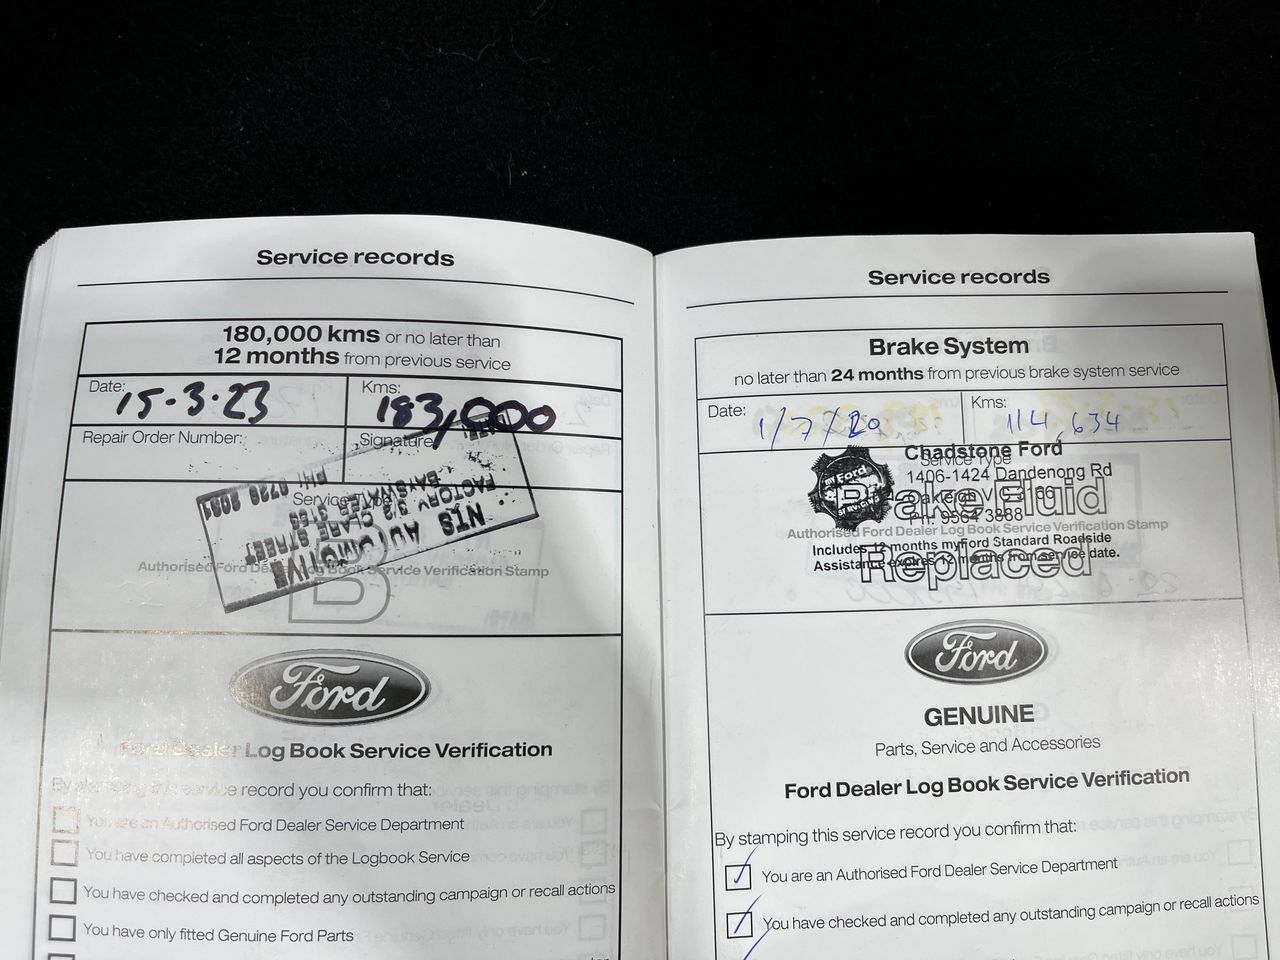 Service records
180,000 kms or no later than
12 months from previous service
Date: 15.3.23
Kms: 183,000
Repair Order Number:
Signature
Service Type
NTS AUTOMOTIVE
FACTORY 3/2 CLARE STREET
BAYSWATER 3153
B
Authorised Ford Dealer Log Book Service Verification Stamp
Ford
Ford Dealer Log Book Service Verification
By stamping this service record you confirm that:
You are an Authorised Ford Dealer Service Department
You have completed all aspects of the Logbook Service
You have checked and completed any outstanding campaign or recall actions
You have only fitted Genuine Ford Parts
Service records
Brake System
no later than 24 months from previous brake system service
Date: 1/7/20
Kms: 114,634
Service Type
Ford
Chadstone Ford
1406-1424 Dandenong Rd
Oakleigh VIC 3166
Ph: 9564 3888
Brake Fluid
Replaced
Authorised Ford Dealer Log Book Service Verification Stamp
Includes 12 months myFord Standard Roadside
Assistance expires 12 months from service date.
Ford
GENUINE
Parts, Service and Accessories
Ford Dealer Log Book Service Verification
By stamping this service record you confirm that:
You are an Authorised Ford Dealer Service Department
You have checked and completed any outstanding campaign or recall actions